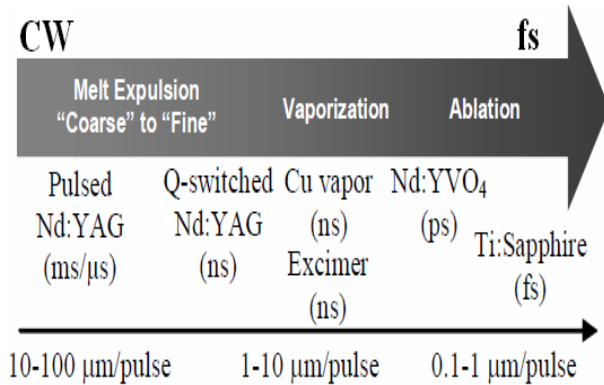 CW fs
Melt Expulsion
“Coarse” to “Fine”
Vaporization
Ablation
Pulsed
Nd:YAG
(ms/μs)
Q-switched
Nd:YAG
(ns)
Cu vapor
(ns)
Excimer
(ns)
Nd:YVO₄
(ps)
Ti:Sapphire
(fs)
10-100 μm/pulse 1-10 μm/pulse 0.1-1 μm/pulse